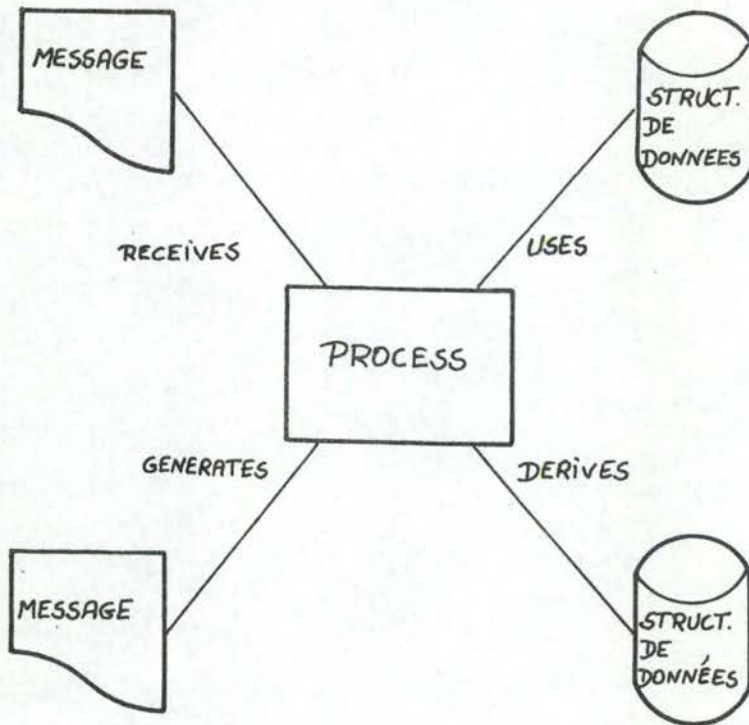 MESSAGE
STRUCT.
DE
DONNEES
RECEIVES
USES
PROCESS
GENERATES
DERIVES
MESSAGE
STRUCT.
DE
DONNÉES